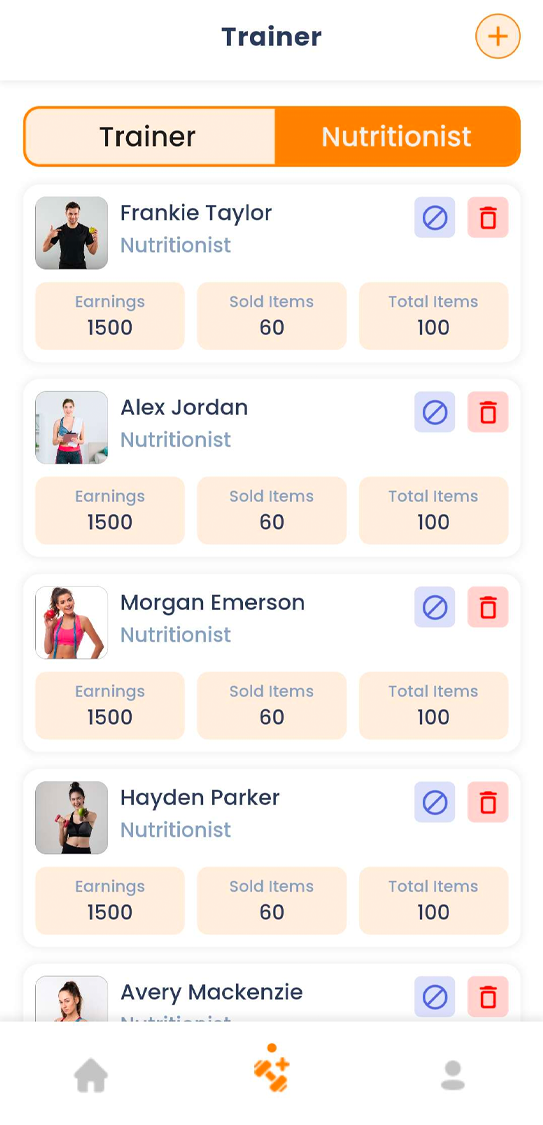 Trainer
Trainer Nutritionist
Frankie Taylor
Nutritionist
Earnings Sold Items Total Items
1500 60 100
Alex Jordan
Nutritionist
Earnings Sold Items Total Items
1500 60 100
Morgan Emerson
Nutritionist
Earnings Sold Items Total Items
1500 60 100
Hayden Parker
Nutritionist
Earnings Sold Items Total Items
1500 60 100
Avery Mackenzie
Nutritionist